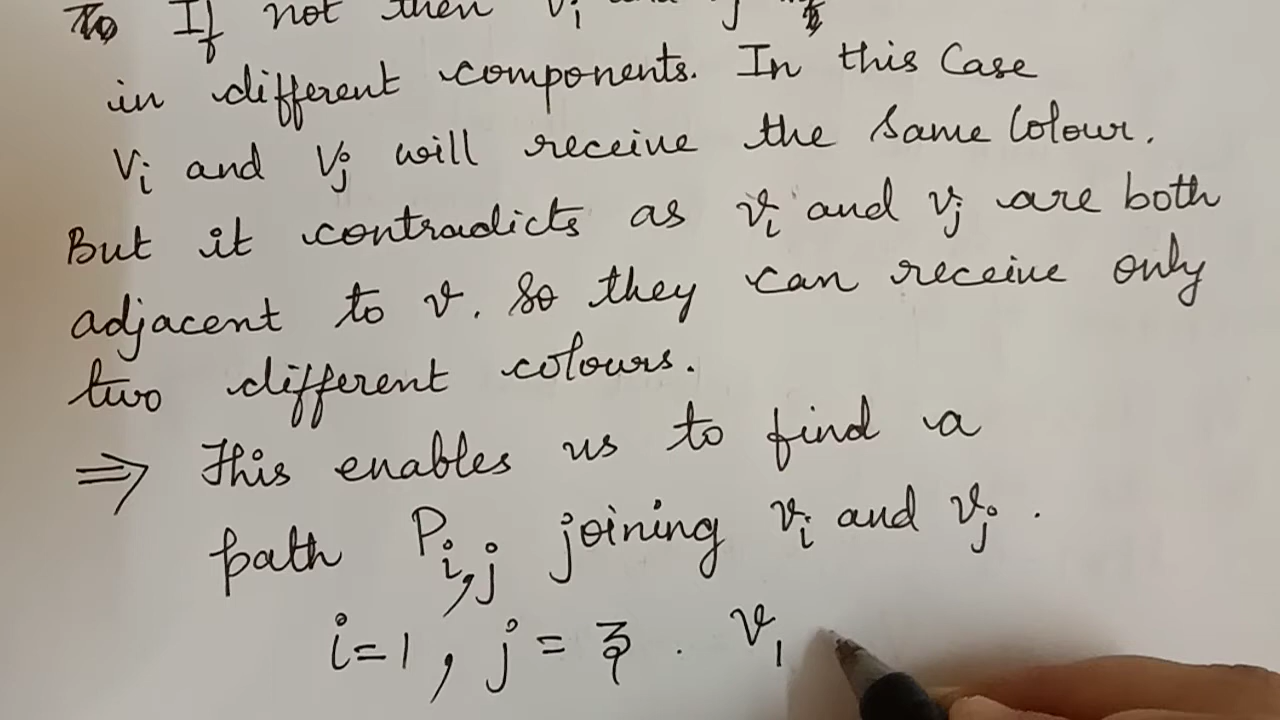 If not then vi and
in different components. In this Case
Vi and Vj will receive the same Colour.
But it contradicts as vi and vj are both
adjacent to v. So they can receive only
two different colours.
⇒ This enables us to find a
path Pi,j joining vi and vj.
i=1, j = 3. v1